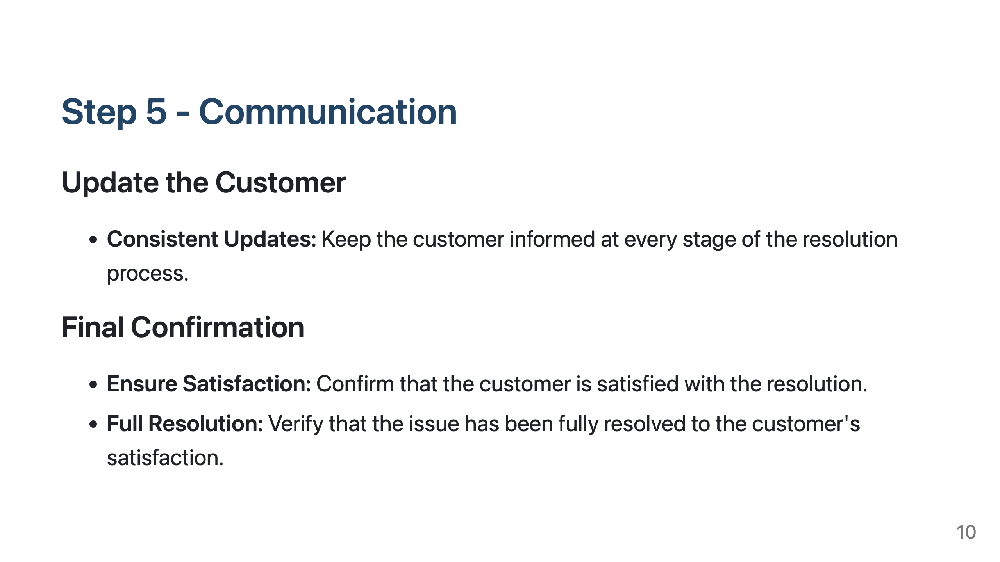 Step 5 - Communication
Update the Customer
• Consistent Updates: Keep the customer informed at every stage of the resolution
process.
Final Confirmation
• Ensure Satisfaction: Confirm that the customer is satisfied with the resolution.
• Full Resolution: Verify that the issue has been fully resolved to the customer's
satisfaction.
10